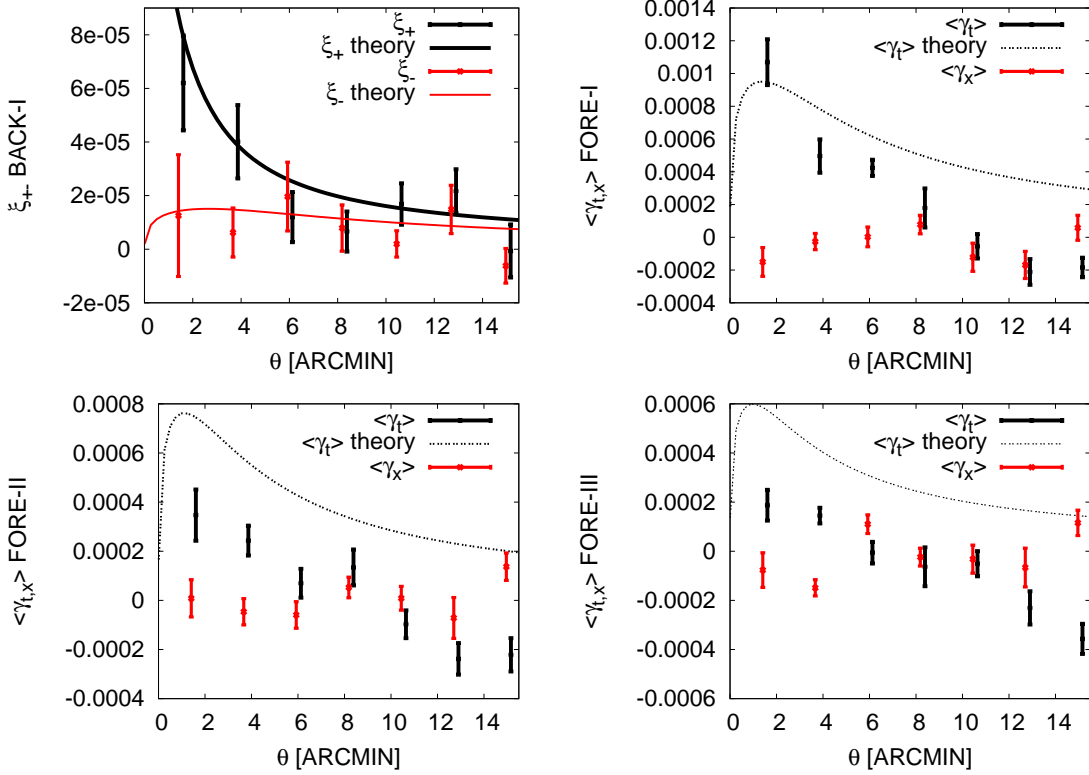 8e-05
6e-05
4e-05
2e-05
0
-2e-05
0 2 4 6 8 10 12 14
θ [ARCMIN]
ξ+- BACK-I
ξ+
ξ+ theory
ξ-
ξ- theory
0.0014
0.0012
0.001
0.0008
0.0006
0.0004
0.0002
0
-0.0002
-0.0004
0 2 4 6 8 10 12 14
θ [ARCMIN]
<γt,x> FORE-I
<γt>
<γt> theory
<γx>
0.0008
0.0006
0.0004
0.0002
0
-0.0002
-0.0004
0 2 4 6 8 10 12 14
θ [ARCMIN]
<γt,x> FORE-II
<γt>
<γt> theory
<γx>
0.0006
0.0004
0.0002
0
-0.0002
-0.0004
-0.0006
0 2 4 6 8 10 12 14
θ [ARCMIN]
<γt,x> FORE-III
<γt>
<γt> theory
<γx>